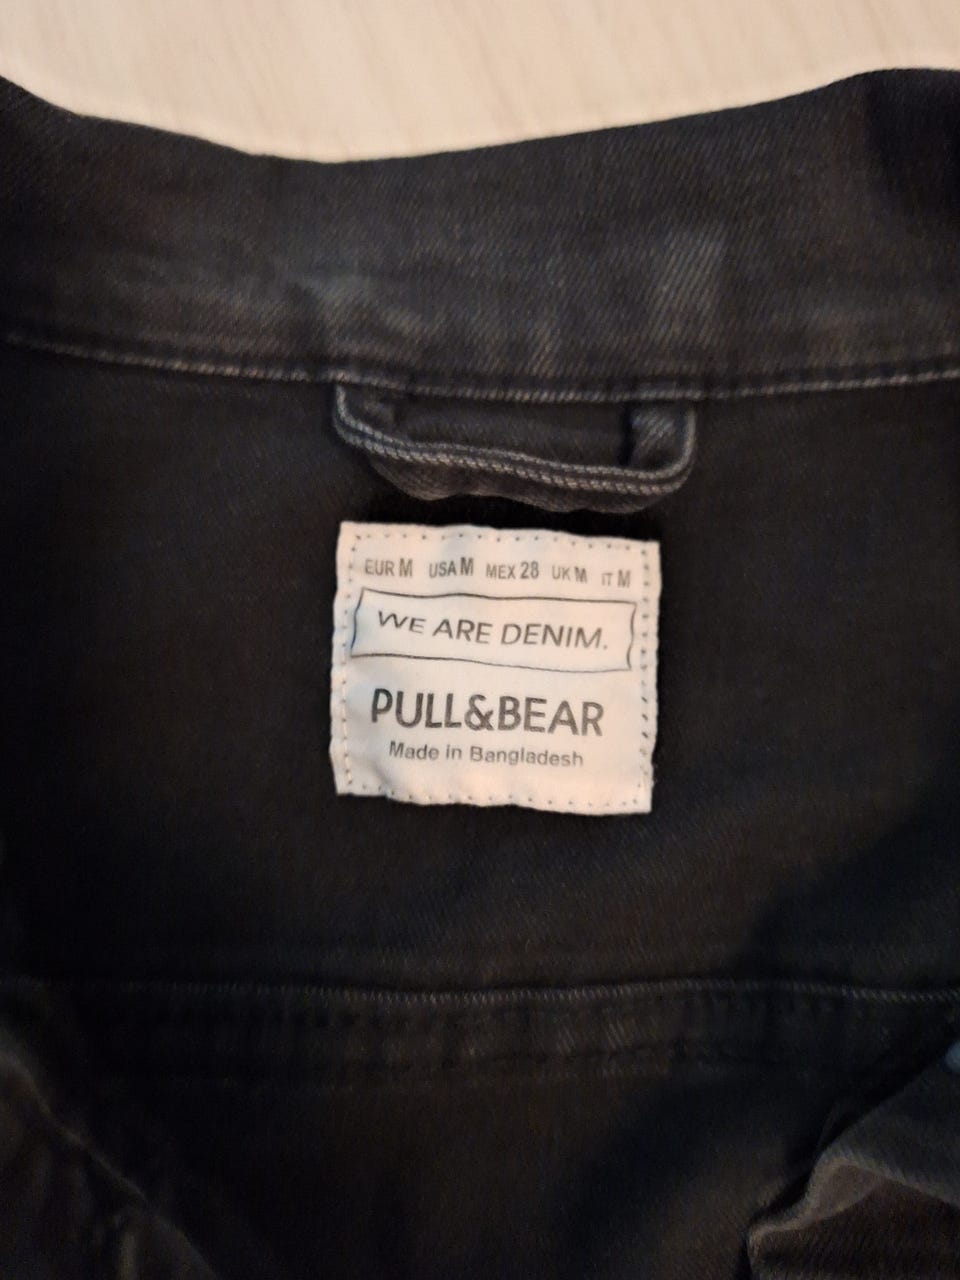 EUR M USA M MEX 28 UK M IT M
WE ARE DENIM.
PULL&BEAR
Made in Bangladesh